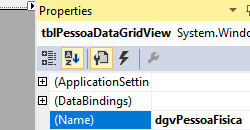 Properties
tblPessoaDataGridView System.Windo
(ApplicationSettin
(DataBindings)
(Name) dgvPessoaFisica